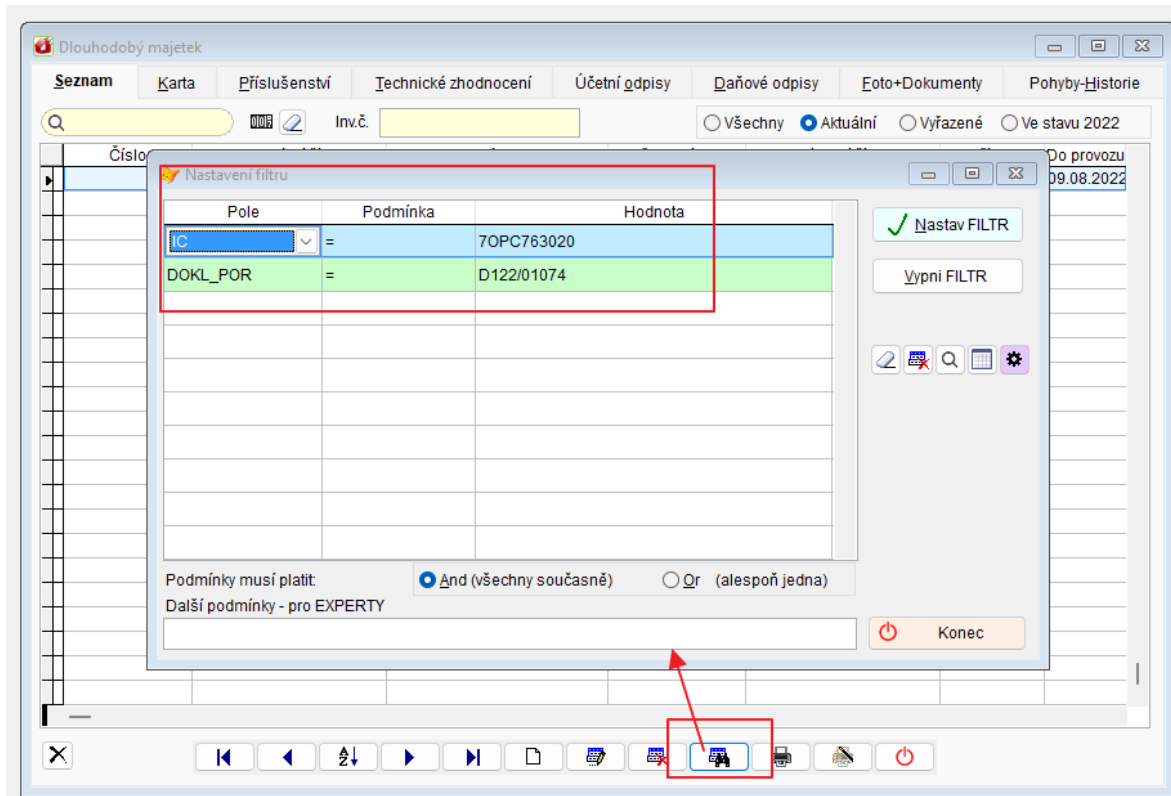 Dlouhodobý majetek
Seznam Karta Příslušenství Technické zhodnocení Účetní odpisy Daňové odpisy Foto+Dokumenty Pohyby-Historie
Inv.č. Všechny Aktuální Vyřazené Ve stavu 2022
Číslo Do provozu
09.08.2022
Nastavení filtru
Pole Podmínka Hodnota
IC = 7OPC763020
DOKL_POR = D122/01074
Nastav FILTR
Vypni FILTR
Podmínky musí platit: And (všechny současně) Or (alespoň jedna)
Další podmínky - pro EXPERTY
Konec